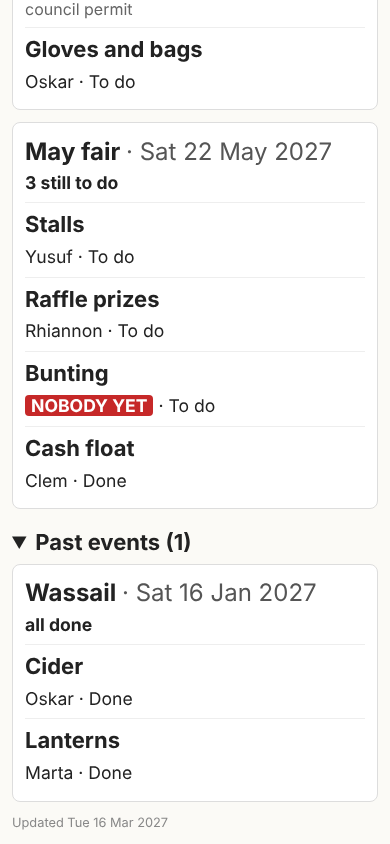 council permit
Gloves and bags
Oskar · To do
May fair · Sat 22 May 2027
3 still to do
Stalls
Yusuf · To do
Raffle prizes
Rhiannon · To do
Bunting
NOBODY YET · To do
Cash float
Clem · Done
▼ Past events (1)
Wassail · Sat 16 Jan 2027
all done
Cider
Oskar · Done
Lanterns
Marta · Done
Updated Tue 16 Mar 2027